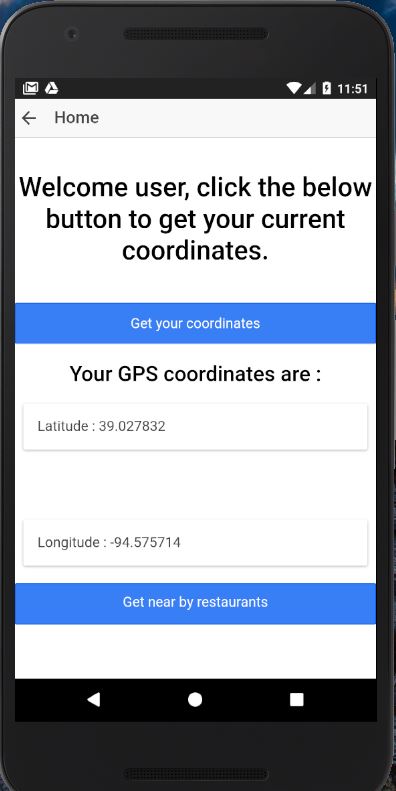 11:51
Home
Welcome user, click the below
button to get your current
coordinates.
Get your coordinates
Your GPS coordinates are :
Latitude : 39.027832
Longitude : -94.575714
Get near by restaurants